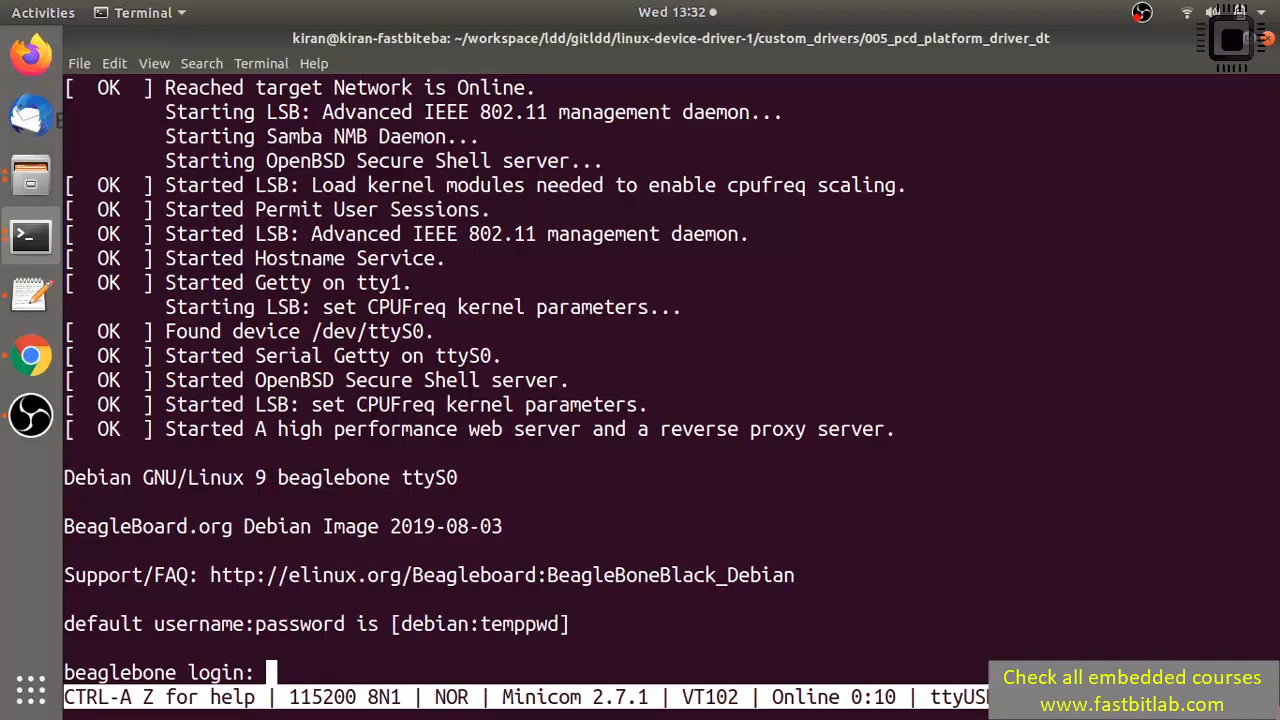 Activities Terminal Wed 13:32
kiran@kiran-fastbiteba: ~/workspace/ldd/gitldd/linux-device-driver-1/custom_drivers/005_pcd_platform_driver_dt
File Edit View Search Terminal Help
[ OK ] Reached target Network is Online.
Starting LSB: Advanced IEEE 802.11 management daemon...
Starting Samba NMB Daemon...
Starting OpenBSD Secure Shell server...
[ OK ] Started LSB: Load kernel modules needed to enable cpufreq scaling.
[ OK ] Started Permit User Sessions.
[ OK ] Started LSB: Advanced IEEE 802.11 management daemon.
[ OK ] Started Hostname Service.
[ OK ] Started Getty on tty1.
Starting LSB: set CPUFreq kernel parameters...
[ OK ] Found device /dev/ttyS0.
[ OK ] Started Serial Getty on ttyS0.
[ OK ] Started OpenBSD Secure Shell server.
[ OK ] Started LSB: set CPUFreq kernel parameters.
[ OK ] Started A high performance web server and a reverse proxy server.
Debian GNU/Linux 9 beaglebone ttyS0
BeagleBoard.org Debian Image 2019-08-03
Support/FAQ: http://elinux.org/Beagleboard:BeagleBoneBlack_Debian
default username:password is [debian:temppwd]
beaglebone login:
CTRL-A Z for help | 115200 8N1 | NOR | Minicom 2.7.1 | VT102 | Online 0:10 |
Check all embedded courses
www.fastbitlab.com